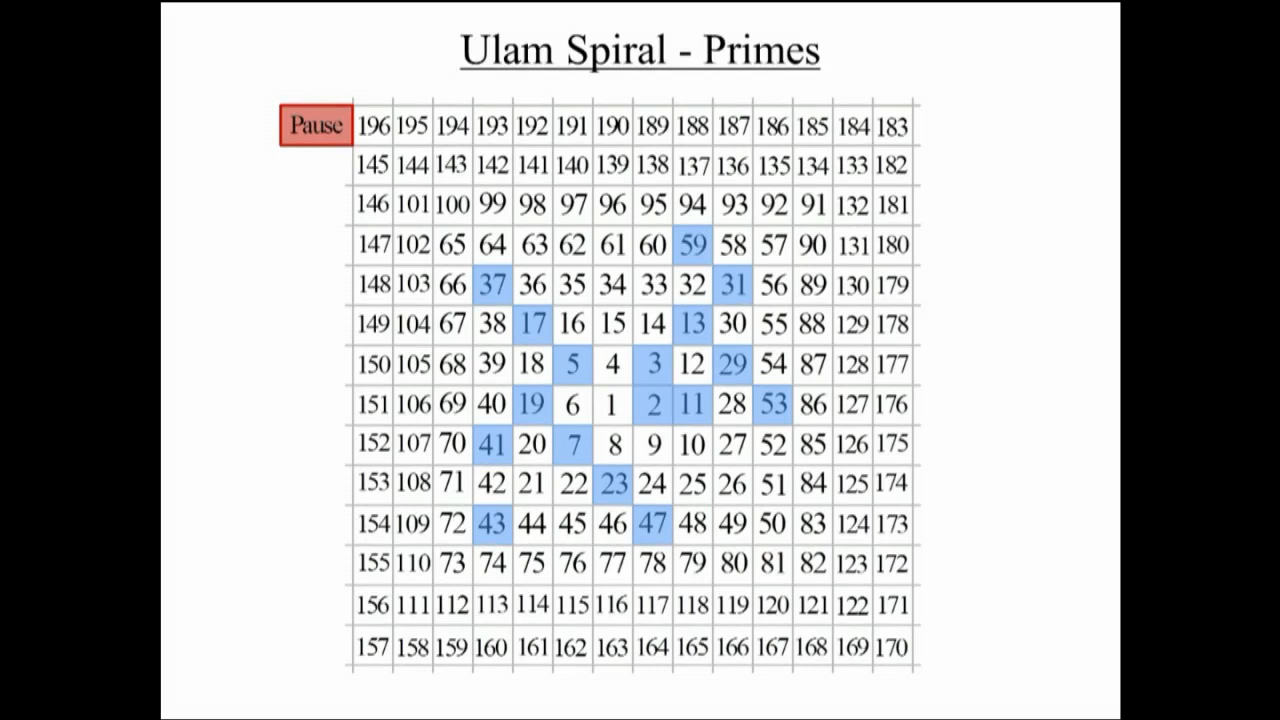 Ulam Spiral - Primes
Pause 196 195 194 193 192 191 190 189 188 187 186 185 184 183
145 144 143 142 141 140 139 138 137 136 135 134 133 182
146 101 100 99 98 97 96 95 94 93 92 91 132 181
147 102 65 64 63 62 61 60 59 58 57 90 131 180
148 103 66 37 36 35 34 33 32 31 56 89 130 179
149 104 67 38 17 16 15 14 13 30 55 88 129 178
150 105 68 39 18 5 4 3 12 29 54 87 128 177
151 106 69 40 19 6 1 2 11 28 53 86 127 176
152 107 70 41 20 7 8 9 10 27 52 85 126 175
153 108 71 42 21 22 23 24 25 26 51 84 125 174
154 109 72 43 44 45 46 47 48 49 50 83 124 173
155 110 73 74 75 76 77 78 79 80 81 82 123 172
156 111 112 113 114 115 116 117 118 119 120 121 122 171
157 158 159 160 161 162 163 164 165 166 167 168 169 170